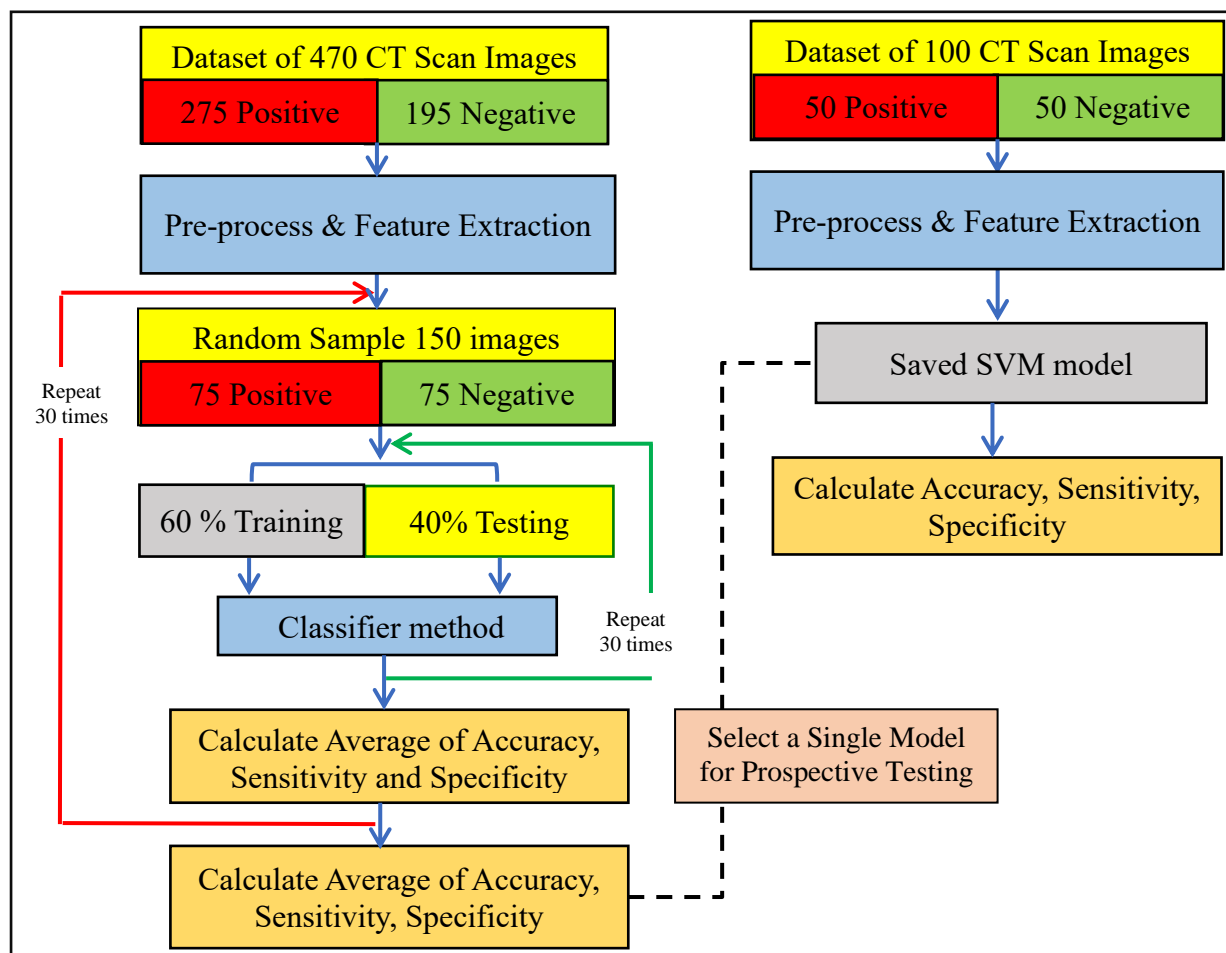 Dataset of 470 CT Scan Images
275 Positive
195 Negative
Pre-process & Feature Extraction
Random Sample 150 images
75 Positive
75 Negative
Repeat
30 times
60 % Training
40% Testing
Classifier method
Repeat
30 times
Calculate Average of Accuracy,
Sensitivity and Specificity
Calculate Average of Accuracy,
Sensitivity, Specificity
Select a Single Model
for Prospective Testing
Dataset of 100 CT Scan Images
50 Positive
50 Negative
Pre-process & Feature Extraction
Saved SVM model
Calculate Accuracy, Sensitivity,
Specificity